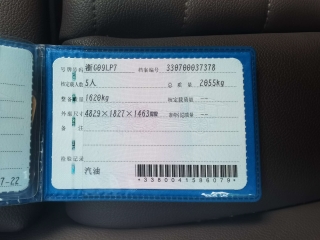 号牌号码 浙G09LP7 档案编号 330700037378
核定载人数 5人 总质量 2055kg
整备质量 1620kg 核定载质量 --
外廓尺寸 4829×1827×1463mm 准牵引总质量 --
备注
检验记录
汽油
*3380041586079*
7-22